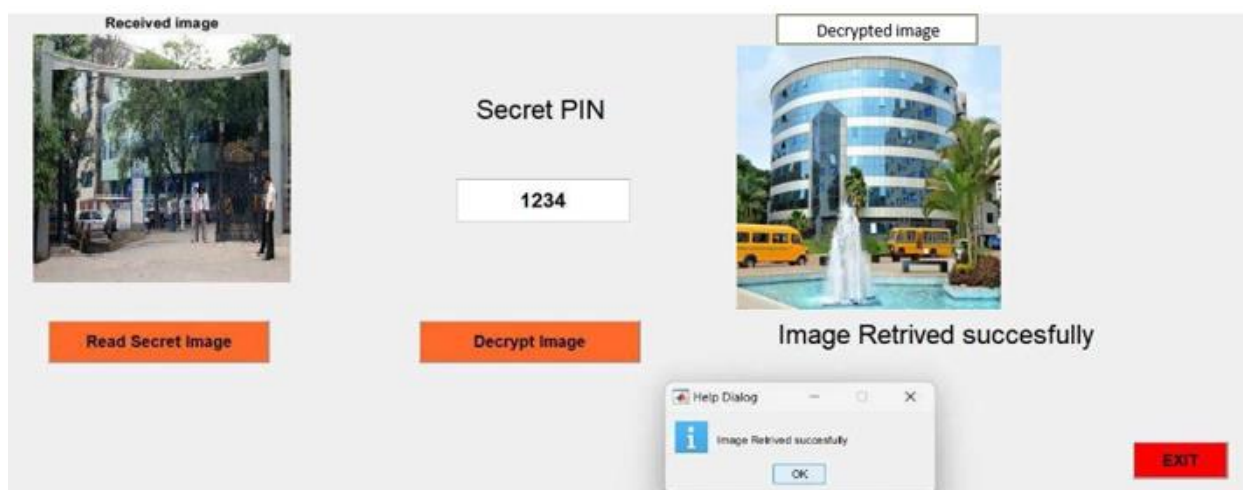 Received image
Decrypted image
Secret PIN
1234
Read Secret Image
Decrypt Image
Image Retrived succesfully
Help Dialog
Image Retrived succesfully
OK
EXIT